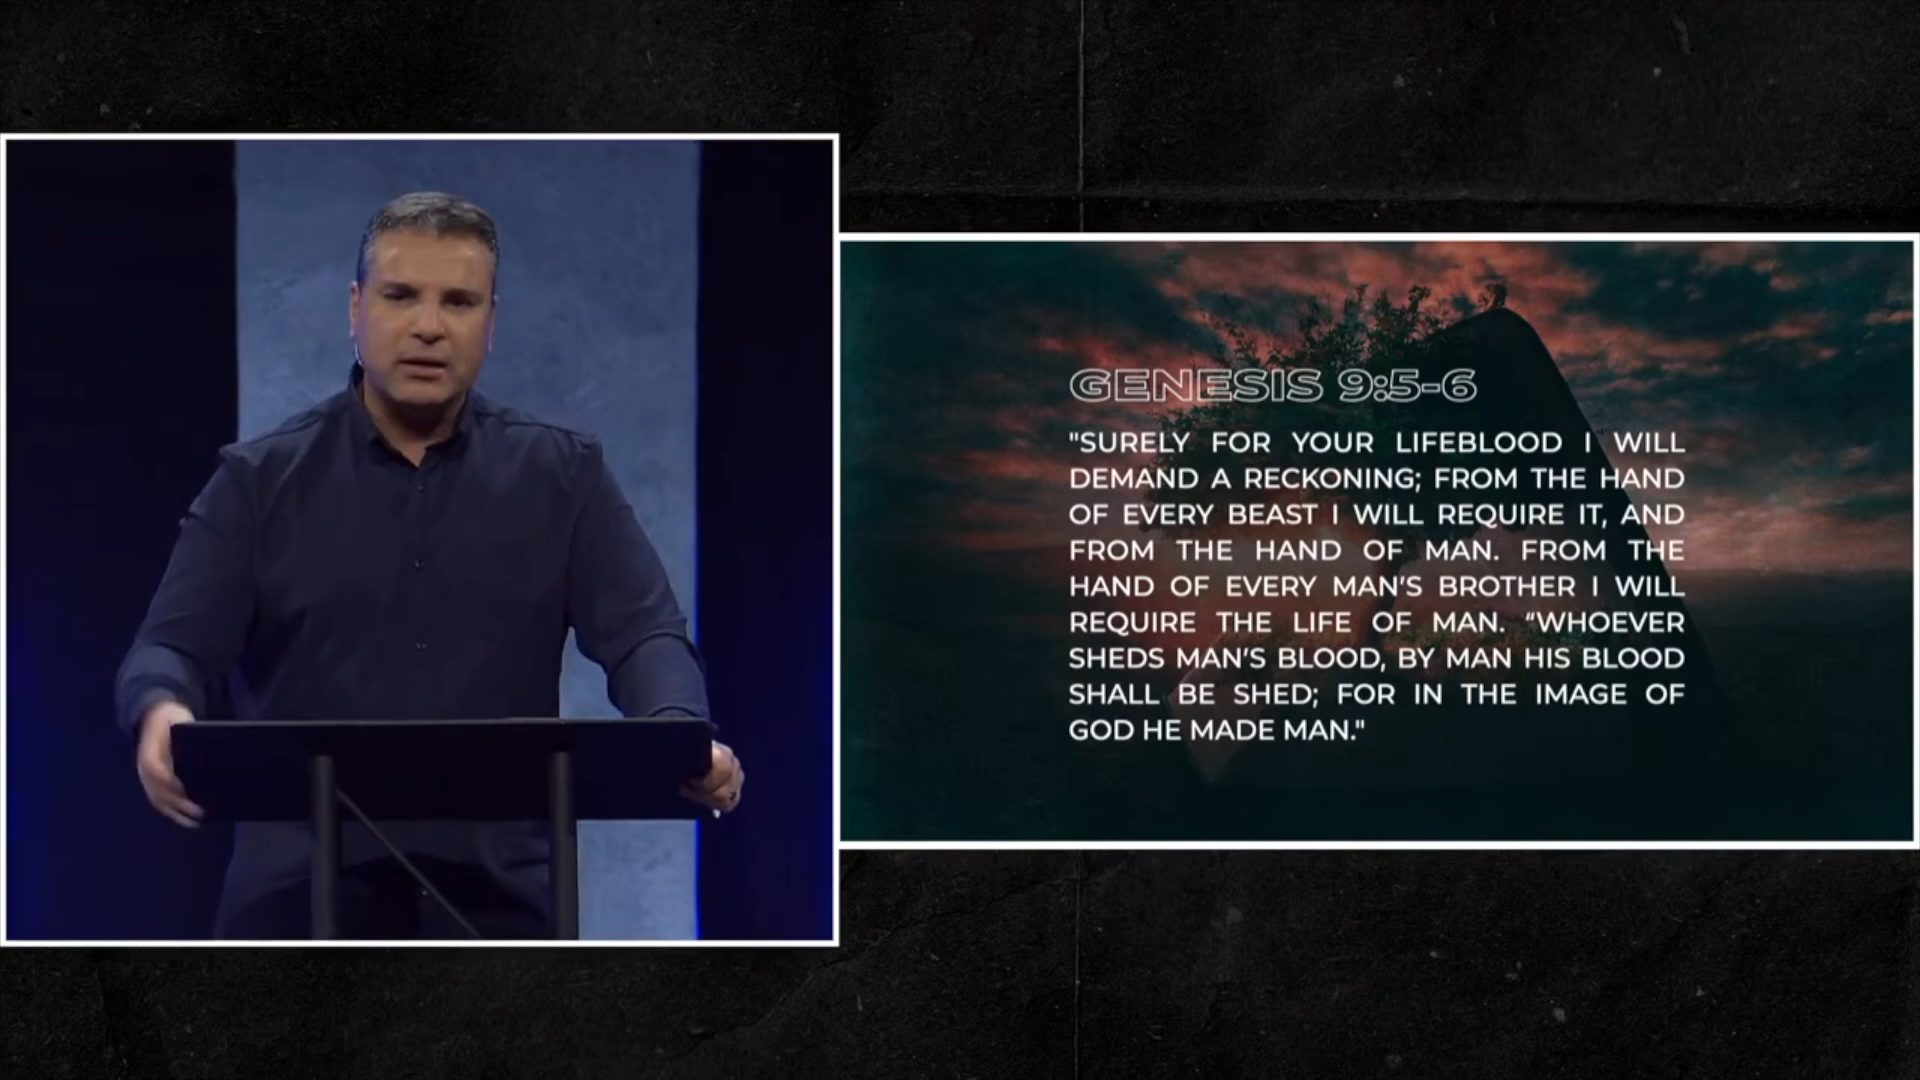 GENESIS 9:5-6
"SURELY FOR YOUR LIFEBLOOD I WILL
DEMAND A RECKONING; FROM THE HAND
OF EVERY BEAST I WILL REQUIRE IT, AND
FROM THE HAND OF MAN. FROM THE
HAND OF EVERY MAN’S BROTHER I WILL
REQUIRE THE LIFE OF MAN. “WHOEVER
SHEDS MAN’S BLOOD, BY MAN HIS BLOOD
SHALL BE SHED; FOR IN THE IMAGE OF
GOD HE MADE MAN."